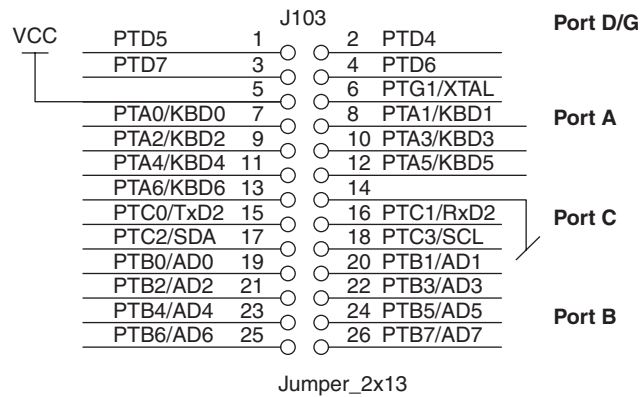 J103
Port D/G
VCC
PTD5 1 2 PTD4
PTD7 3 4 PTD6
5 6 PTG1/XTAL
PTA0/KBD0 7 8 PTA1/KBD1 Port A
PTA2/KBD2 9 10 PTA3/KBD3
PTA4/KBD4 11 12 PTA5/KBD5
PTA6/KBD6 13 14
PTC0/TxD2 15 16 PTC1/RxD2 Port C
PTC2/SDA 17 18 PTC3/SCL
PTB0/AD0 19 20 PTB1/AD1
PTB2/AD2 21 22 PTB3/AD3
PTB4/AD4 23 24 PTB5/AD5 Port B
PTB6/AD6 25 26 PTB7/AD7
Jumper_2x13